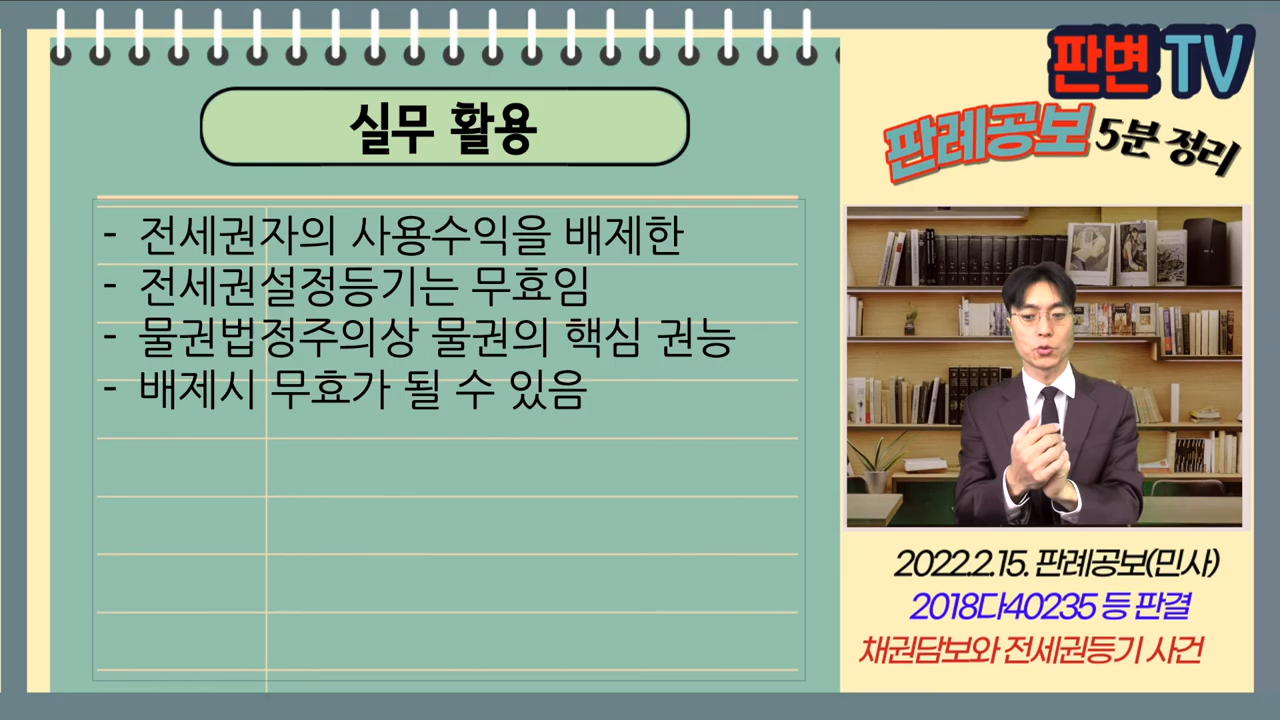 실무 활용
- 전세권자의 사용수익을 배제한
- 전세권설정등기는 무효임
- 물권법정주의상 물권의 핵심 권능
- 배제시 무효가 될 수 있음
판변 TV
판례공보 5분 정리
2022.2.15. 판례공보(민사)
2018다40235 등 판결
채권담보와 전세권등기 사건